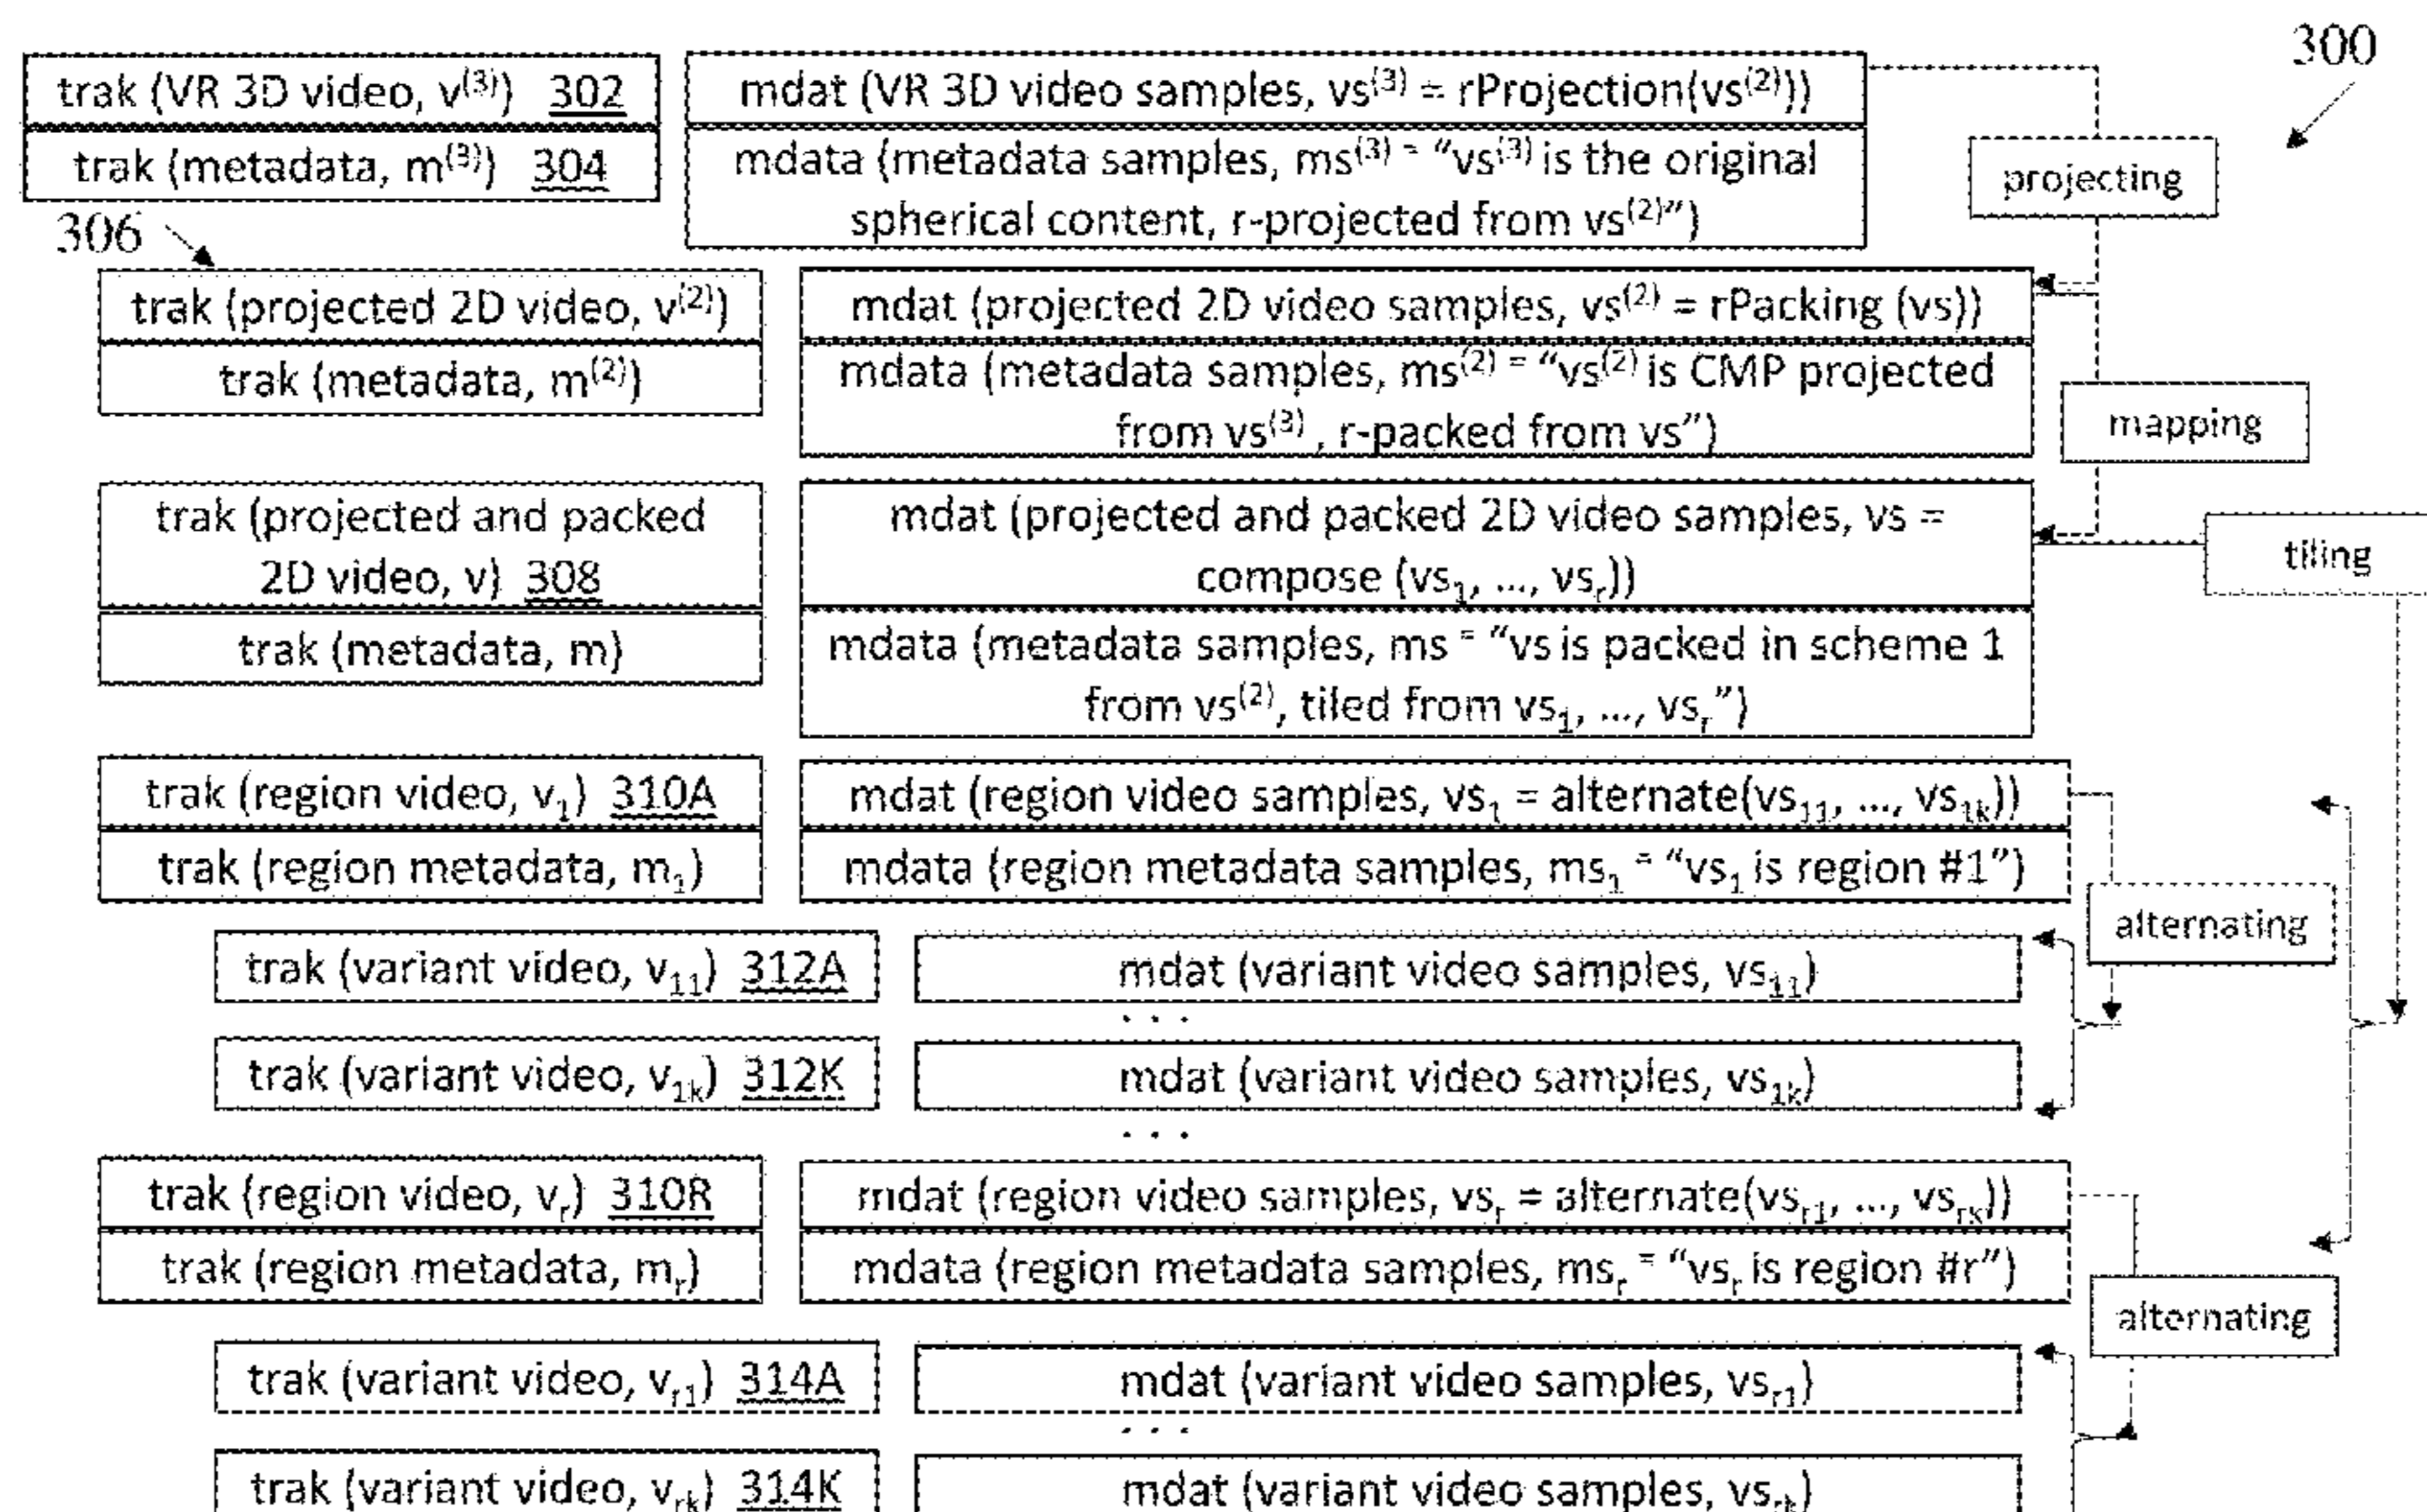 300
trak (VR 3D video, v⁽³⁾) 302
mdat (VR 3D video samples, vs⁽³⁾ = rProjection(vs⁽²⁾))
trak (metadata, m⁽³⁾) 304
mdata (metadata samples, ms⁽³⁾ = “vs⁽³⁾ is the original
spherical content, r-projected from vs⁽²⁾”)
projecting
306
trak (projected 2D video, v⁽²⁾)
mdat (projected 2D video samples, vs⁽²⁾ = rPacking (vs))
trak (metadata, m⁽²⁾)
mdata (metadata samples, ms⁽²⁾ = “vs⁽²⁾ is CMP projected
from vs⁽³⁾ , r-packed from vs”)
mapping
trak (projected and packed
2D video, v) 308
mdat (projected and packed 2D video samples, vs =
compose (vs₁, ..., vsᵣ))
tiling
trak (metadata, m)
mdata (metadata samples, ms = “vs is packed in scheme 1
from vs⁽²⁾, tiled from vs₁, ..., vsᵣ”)
trak (region video, v₁) 310A
mdat (region video samples, vs₁ = alternate(vs₁₁, ..., vs₁ₖ))
trak (region metadata, m₁)
mdata (region metadata samples, ms₁ = “vs₁ is region #1”)
alternating
trak (variant video, v₁₁) 312A
mdat (variant video samples, vs₁₁)
. . .
trak (variant video, v₁ₖ) 312K
mdat (variant video samples, vs₁ₖ)
. . .
trak (region video, vᵣ) 310R
mdat (region video samples, vsᵣ = alternate(vsᵣ₁, ..., vsᵣₖ))
trak (region metadata, mᵣ)
mdata (region metadata samples, msᵣ = “vsᵣ is region #r”)
alternating
trak (variant video, vᵣ₁) 314A
mdat (variant video samples, vsᵣ₁)
. . .
trak (variant video, vᵣₖ) 314K
mdat (variant video samples, vsᵣₖ)